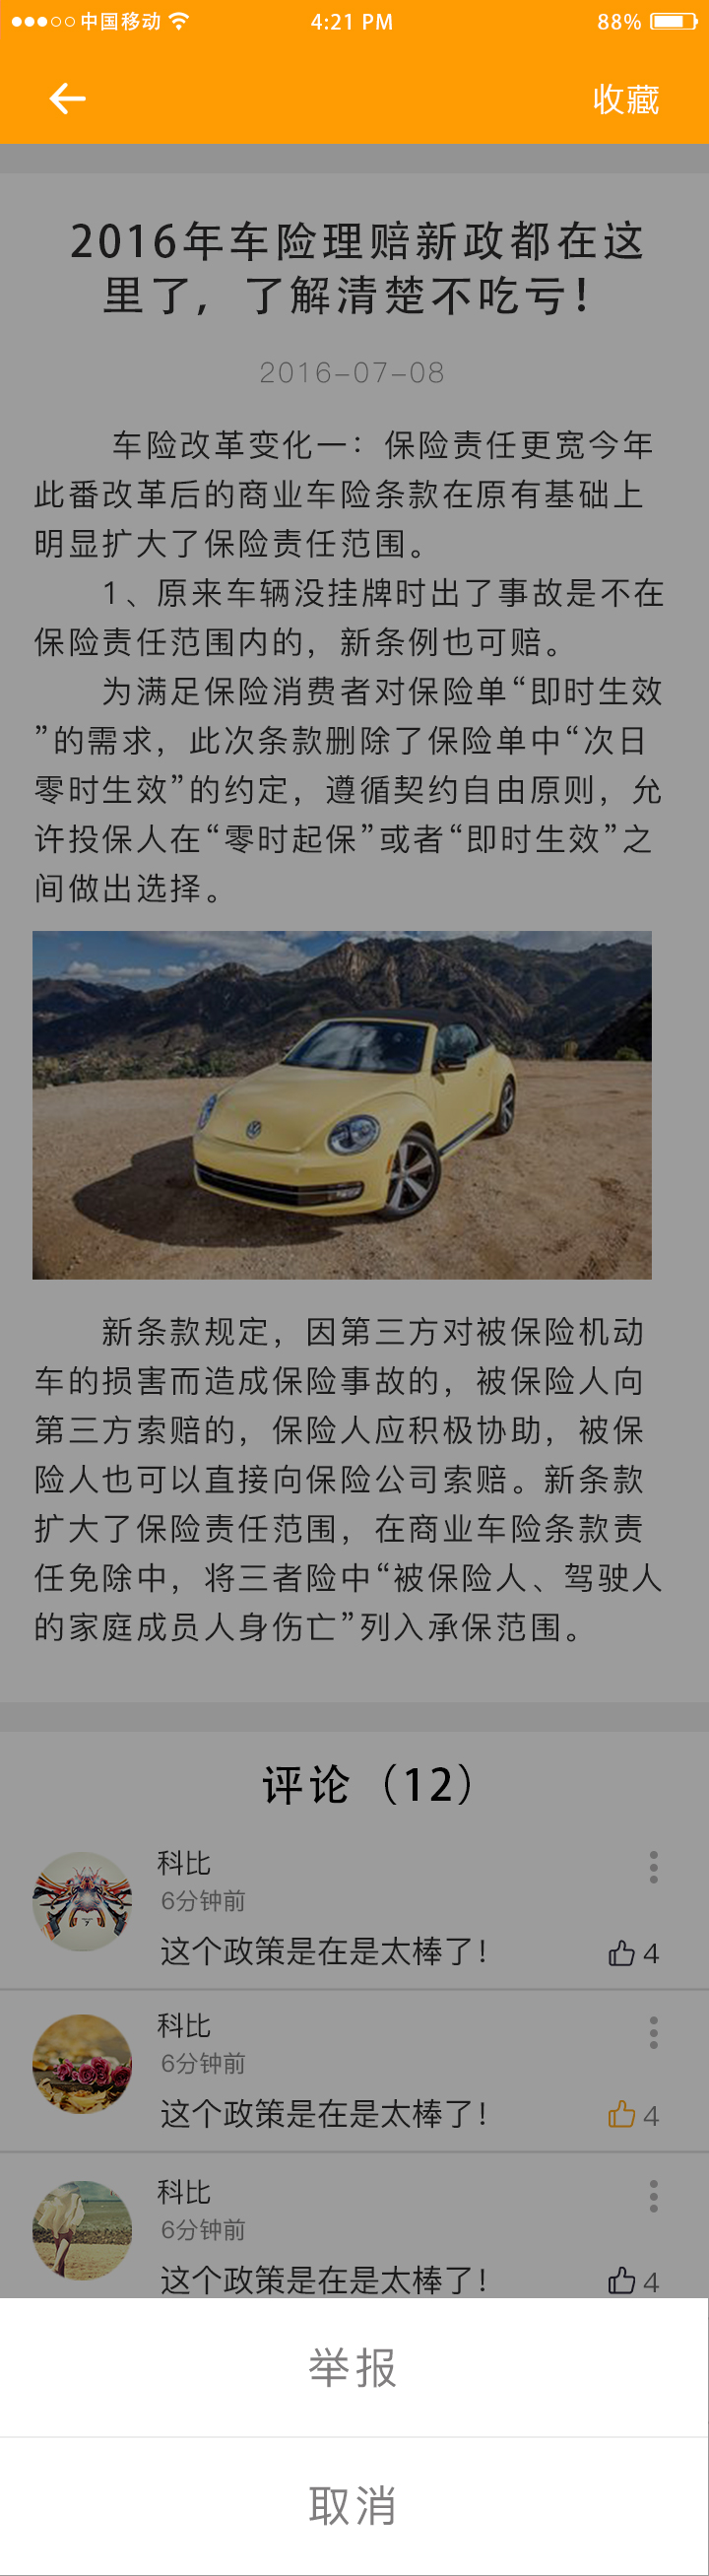 中国移动 4:21 PM 88%
收藏
2016年车险理赔新政都在这
里了，了解清楚不吃亏！
2016-07-08
车险改革变化一：保险责任更宽今年
此番改革后的商业车险条款在原有基础上
明显扩大了保险责任范围。
1、原来车辆没挂牌时出了事故是不在
保险责任范围内的，新条例也可赔。
为满足保险消费者对保险单“即时生效
”的需求，此次条款删除了保险单中“次日
零时生效”的约定，遵循契约自由原则，允
许投保人在“零时起保”或者“即时生效”之
间做出选择。
新条款规定，因第三方对被保险机动
车的损害而造成保险事故的，被保险人向
第三方索赔的，保险人应积极协助，被保
险人也可以直接向保险公司索赔。新条款
扩大了保险责任范围，在商业车险条款责
任免除中，将三者险中“被保险人、驾驶人
的家庭成员人身伤亡”列入承保范围。
评论（12）
科比
6分钟前
这个政策是在是太棒了！ 4
科比
6分钟前
这个政策是在是太棒了！ 4
科比
6分钟前
这个政策是在是太棒了！ 4
举报
取消